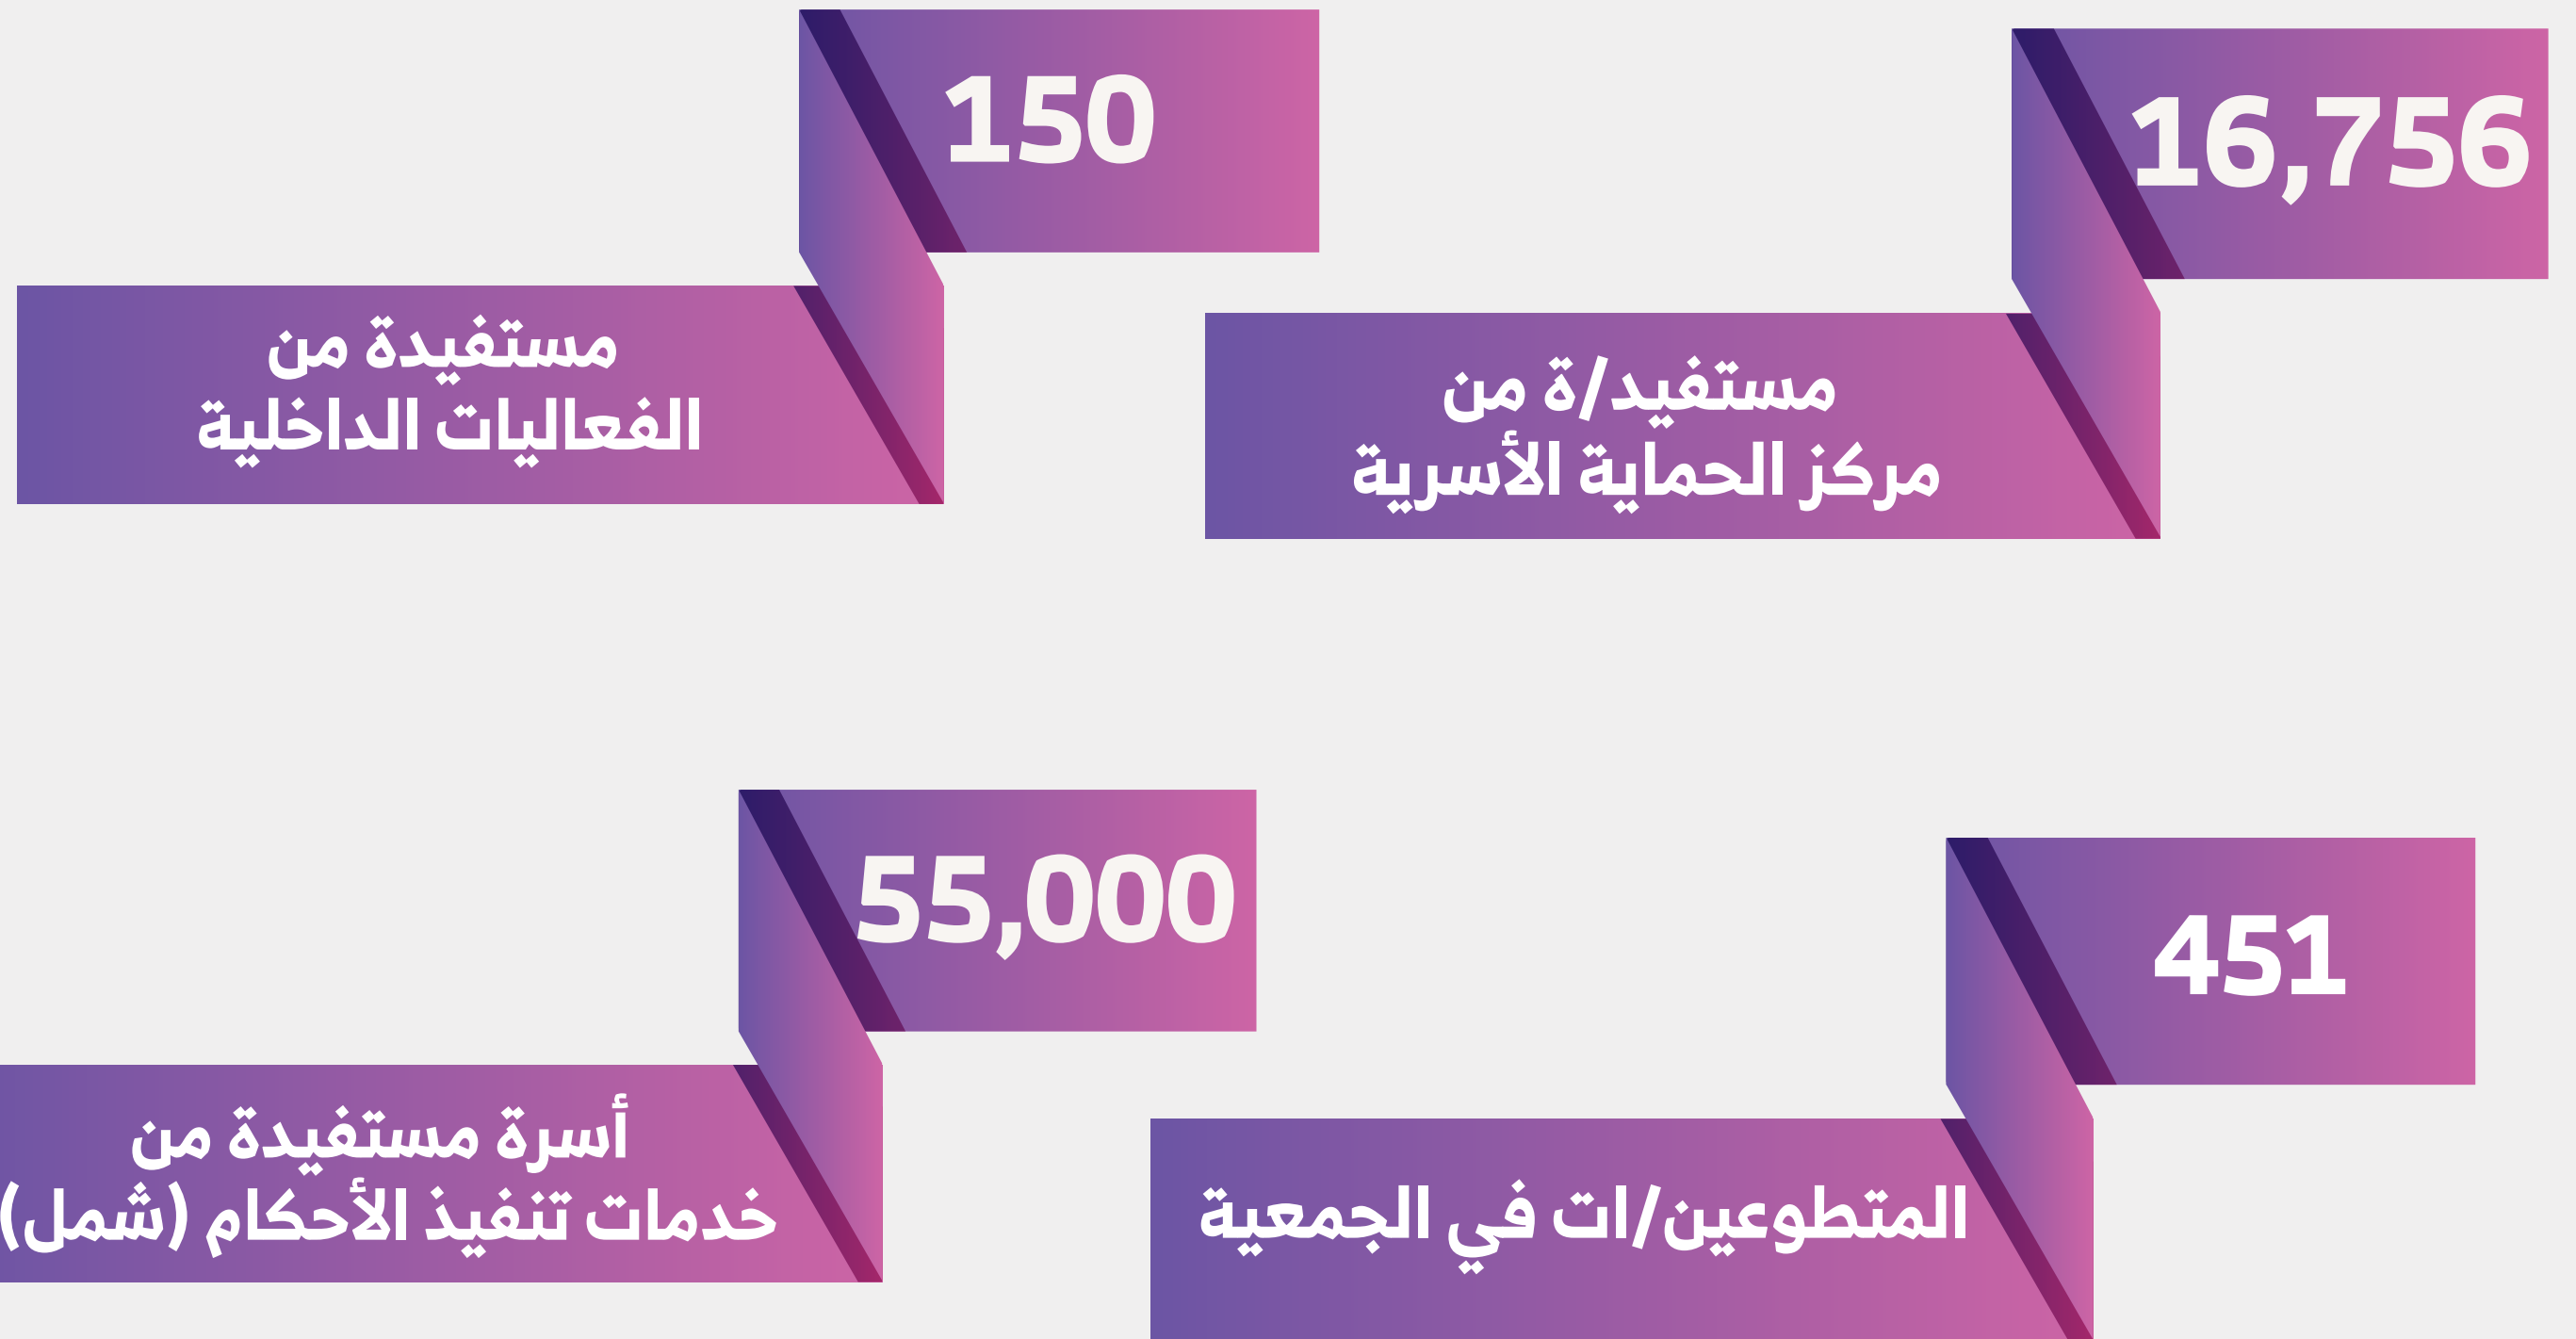 16,756
مستفيد/ة من
مركز الحماية الأسرية
150
مستفيدة من
الفعاليات الداخلية
451
المتطوعين/ات في الجمعية
55,000
أسرة مستفيدة من
خدمات تنفيذ الأحكام (شمل)